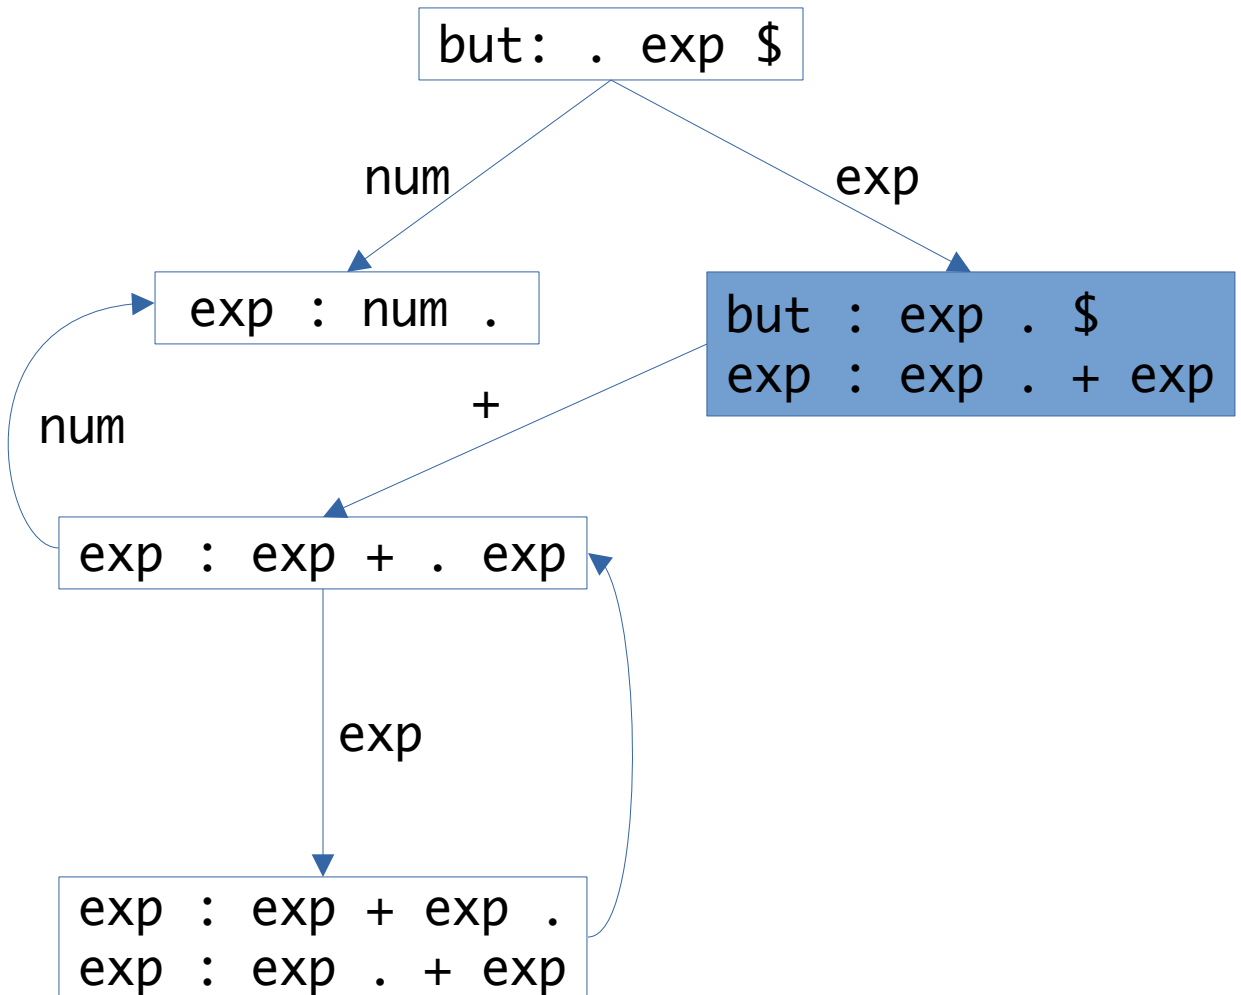 but: . exp $
num
exp
exp : num .
but : exp . $
exp : exp . + exp
+
num
exp : exp + . exp
exp
exp : exp + exp .
exp : exp . + exp